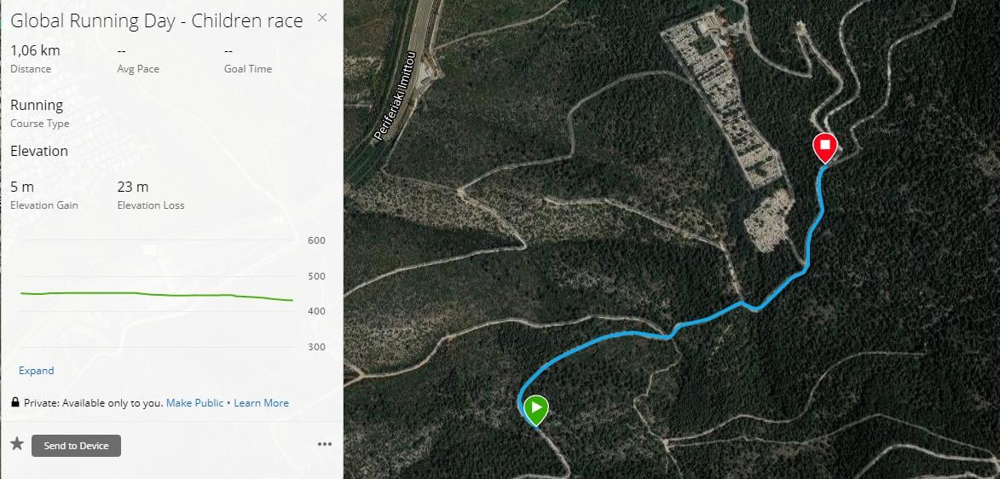 Global Running Day - Children race
1,06 km
--
--
Distance
Avg Pace
Goal Time
Running
Course Type
Elevation
5 m
23 m
Elevation Gain
Elevation Loss
600
500
400
300
Expand
Private: Available only to you. Make Public • Learn More
Send to Device
Periferiaki Imittou